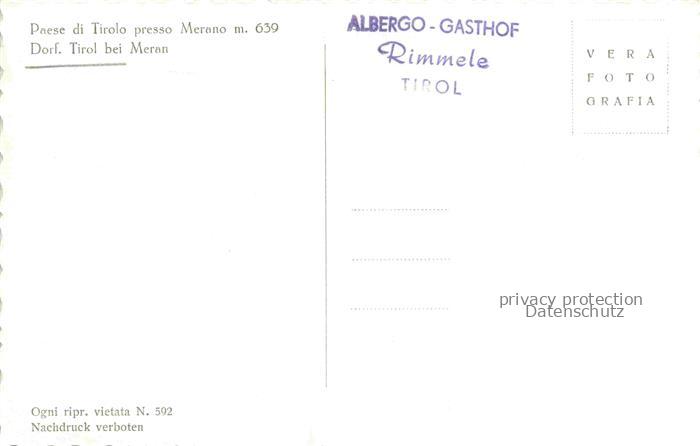 Paese di Tirolo presso Merano m. 639
Dorf. Tirol bei Meran
ALBERGO - GASTHOF
Rimmele
TIROL
VERA
FOTO
GRAFIA
privacy protection
Datenschutz
Ogni ripr. vietata N. 592
Nachdruck verboten